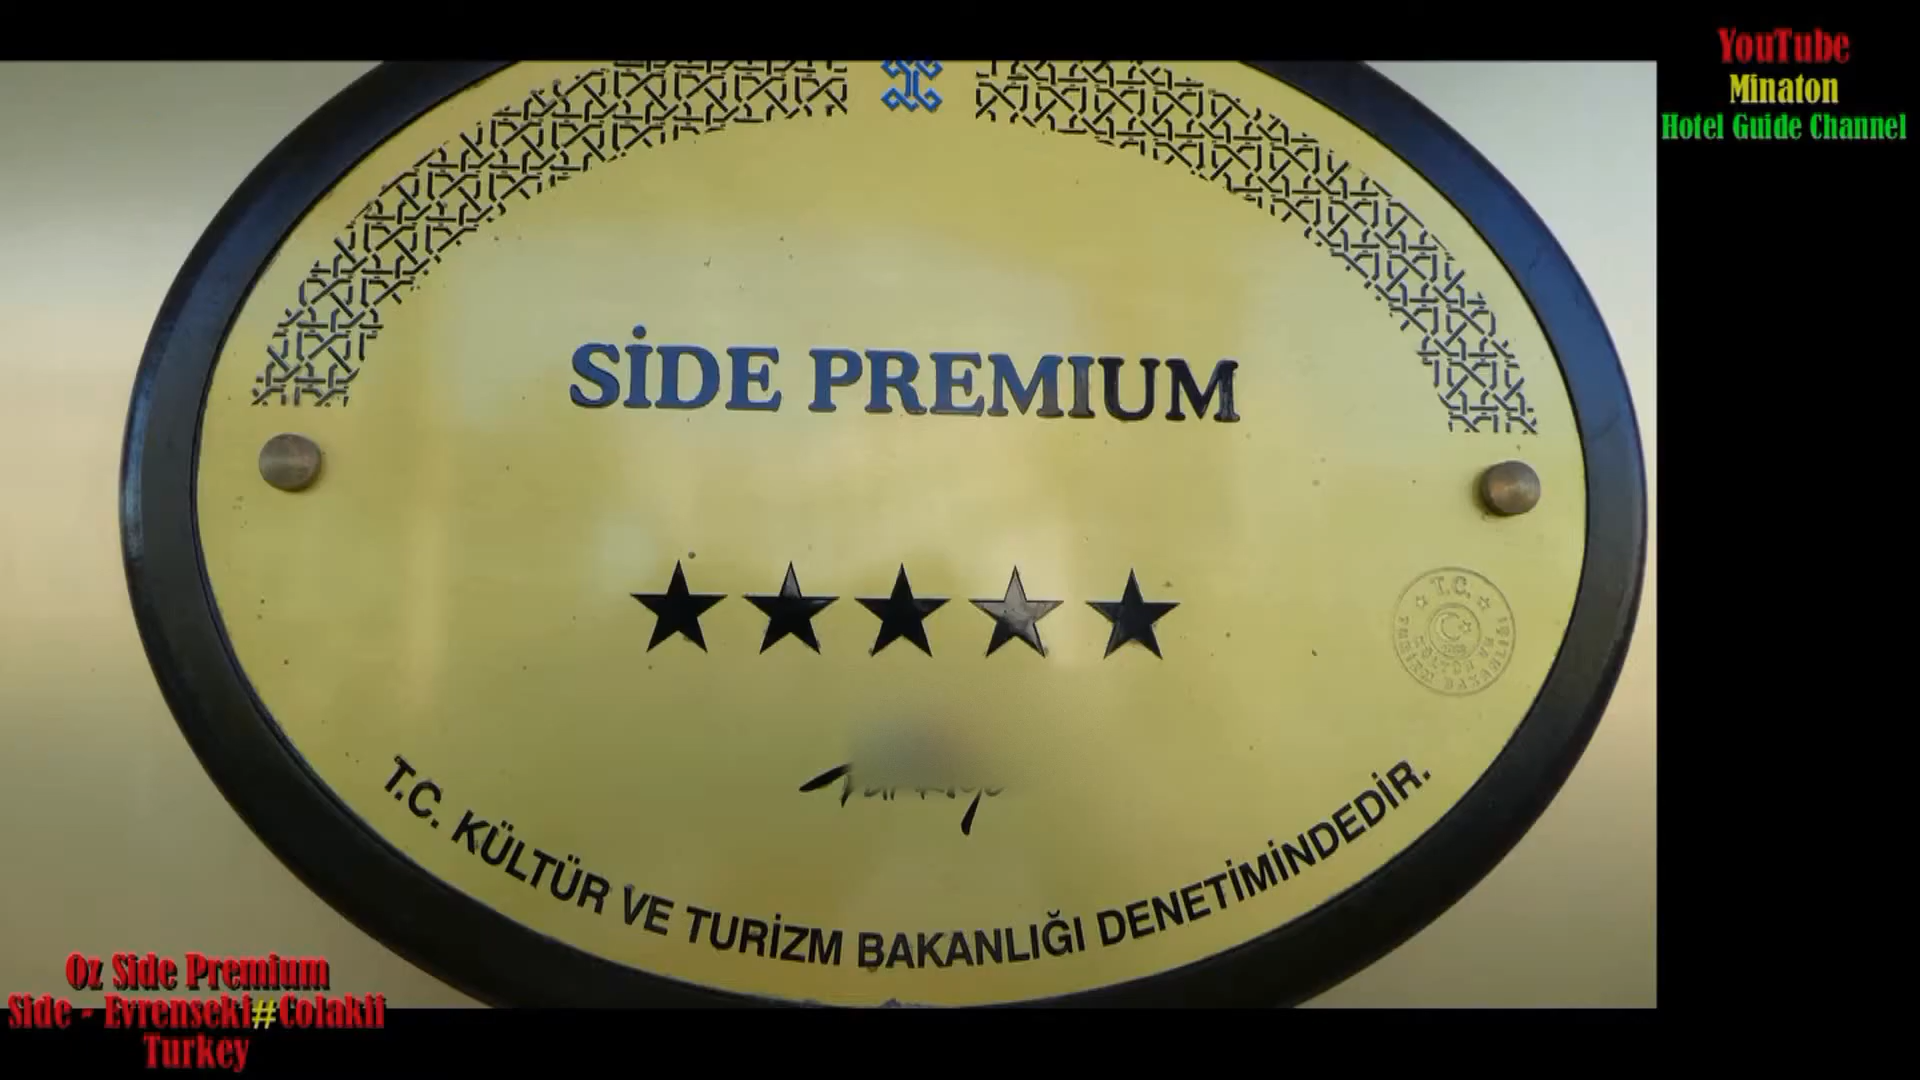 YouTube
Minaton
Hotel Guide Channel
SİDE PREMIUM
T.C.
T.C. KÜLTÜR VE TURİZM BAKANLIĞI DENETİMİNDEDİR.
Oz Side Premium
Side - Evrenseki#Colakli
Turkey